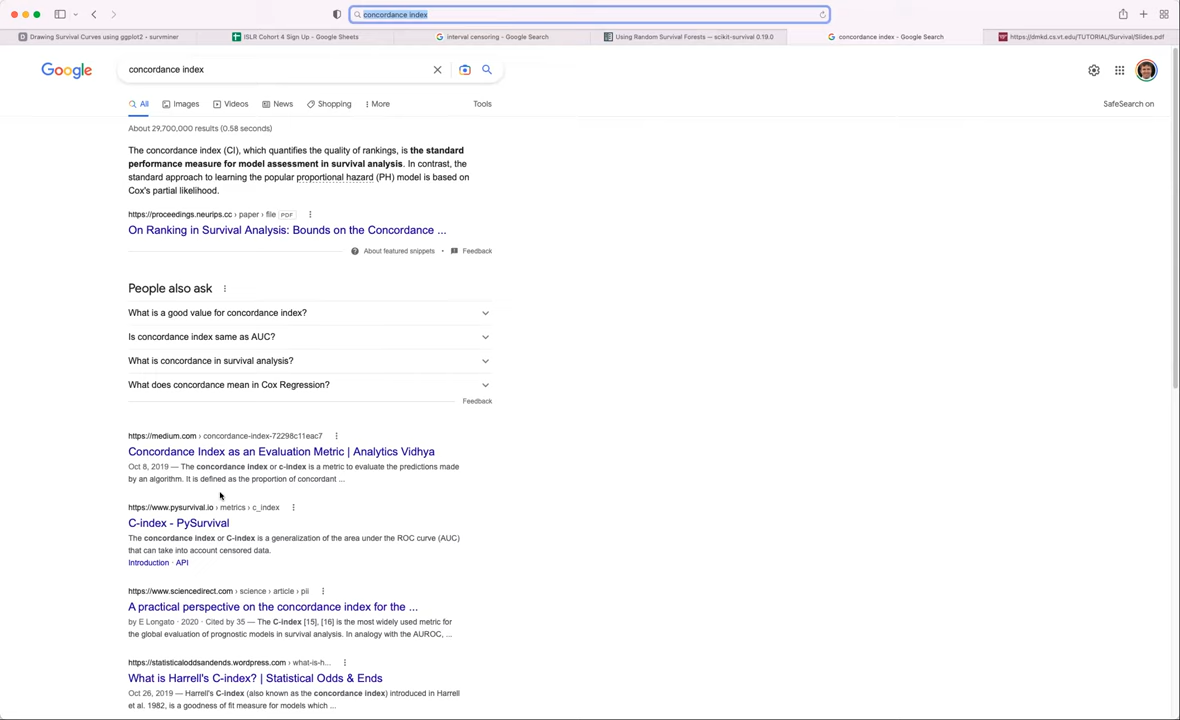 concordance index
Drawing Survival Curves using ggplot2 - survminer
ISLR Cohort 4 Sign Up - Google Sheets
interval censoring - Google Search
Using Random Survival Forests — scikit-survival 0.19.0
concordance index - Google Search
https://dmkd.cs.vt.edu/TUTORIAL/Survival/Slides.pdf
Google
concordance index
All Images Videos News Shopping More Tools
SafeSearch on
About 29,700,000 results (0.58 seconds)
The concordance index (CI), which quantifies the quality of rankings, is the standard
performance measure for model assessment in survival analysis. In contrast, the
standard approach to learning the popular proportional hazard (PH) model is based on
Cox's partial likelihood.
https://proceedings.neurips.cc › paper › file PDF
On Ranking in Survival Analysis: Bounds on the Concordance ...
About featured snippets • Feedback
People also ask
What is a good value for concordance index?
Is concordance index same as AUC?
What is concordance in survival analysis?
What does concordance mean in Cox Regression?
Feedback
https://medium.com › concordance-index-72298c11eac7
Concordance Index as an Evaluation Metric | Analytics Vidhya
Oct 8, 2019 — The concordance index or c-index is a metric to evaluate the predictions made
by an algorithm. It is defined as the proportion of concordant ...
https://www.pysurvival.io › metrics › c_index
C-index - PySurvival
The concordance index or C-index is a generalization of the area under the ROC curve (AUC)
that can take into account censored data.
Introduction · API
https://www.sciencedirect.com › science › article › pii
A practical perspective on the concordance index for the ...
by E Longato · 2020 · Cited by 35 — The C-index [15], [16] is the most widely used metric for
the global evaluation of prognostic models in survival analysis. In analogy with the AUROC, ...
https://statisticaloddsandends.wordpress.com › what-is-h...
What is Harrell's C-index? | Statistical Odds & Ends
Oct 26, 2019 — Harrell's C-index (also known as the concordance index) introduced in Harrell
et al. 1982, is a goodness of fit measure for models which ...